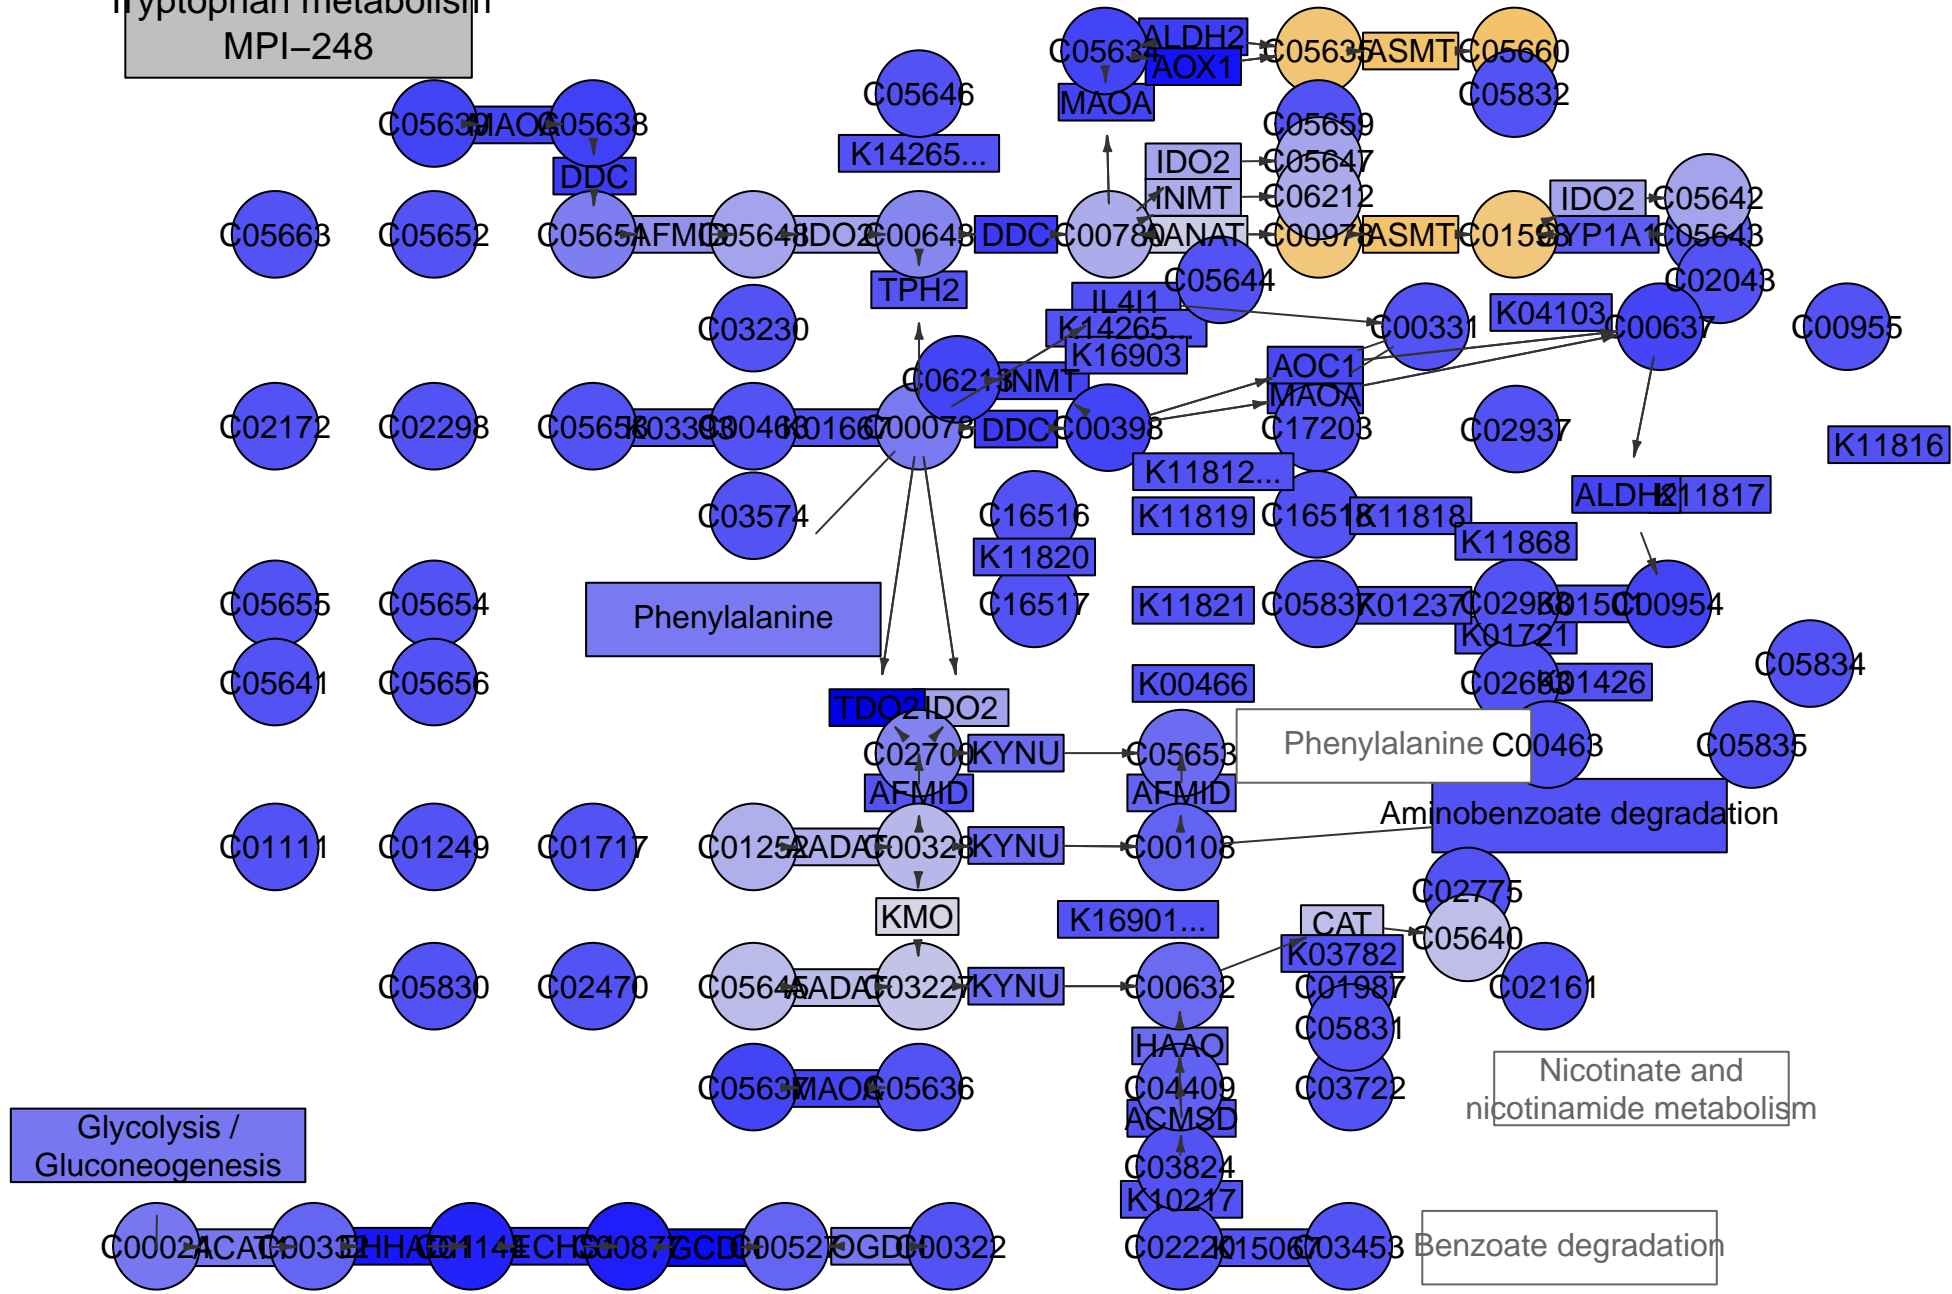 Tryptophan metabolism
MPI−248
C05634
ALDH2
C05635
ASMT
C05660
AOX1
C05646
MAOA
C05832
C05639
MAOA
C05638
C05659
K14265...
IDO2
C05647
DDC
INMT
C06212
IDO2
C05642
C05663
C05652
C05651
AFMID
C05648
IDO2
C00643
DDC
C00780
AANAT
C00978
ASMT
C01598
CYP1A1
C05643
C05644
C02043
TPH2
IL4I1
K04103
C03230
K14265...
C00331
C00637
C00955
K16903
AOC1
C06213
INMT
MAOA
C02172
C02298
C05658
K03393
C00463
K01667
C00078
DDC
C00398
C17203
C02937
K11816
K11812...
ALDH2
K11817
C03574
C16516
K11819
C16518
K11818
K11868
K11820
C05655
C05654
Phenylalanine
C16517
K11821
C05837
K01237
C02938
K01501
C00954
K01721
C05641
C05656
K00466
C02693
K01426
C05834
TDO2
IDO2
C02700
KYNU
C05653
Phenylalanine
C00463
C05835
AFMID
AFMID
Aminobenzoate degradation
C01111
C01249
C01717
C01252
AADAT
C00328
KYNU
C00108
C02775
KMO
K16901...
CAT
C05640
K03782
C05830
C02470
C05645
AADAT
C03227
KYNU
C00632
C01987
C02161
C05831
HAAO
C05637
MAOA
C05636
C04409
C03722
Nicotinate and
nicotinamide metabolism
ACMSD
Glycolysis /
Gluconeogenesis
C03824
K10217
C00024
ACAT1
C00332
EHHADH
C01144
ECHS1
C00877
GCDH
C00527
OGDH
C00322
C02220
K15067
C03453
Benzoate degradation